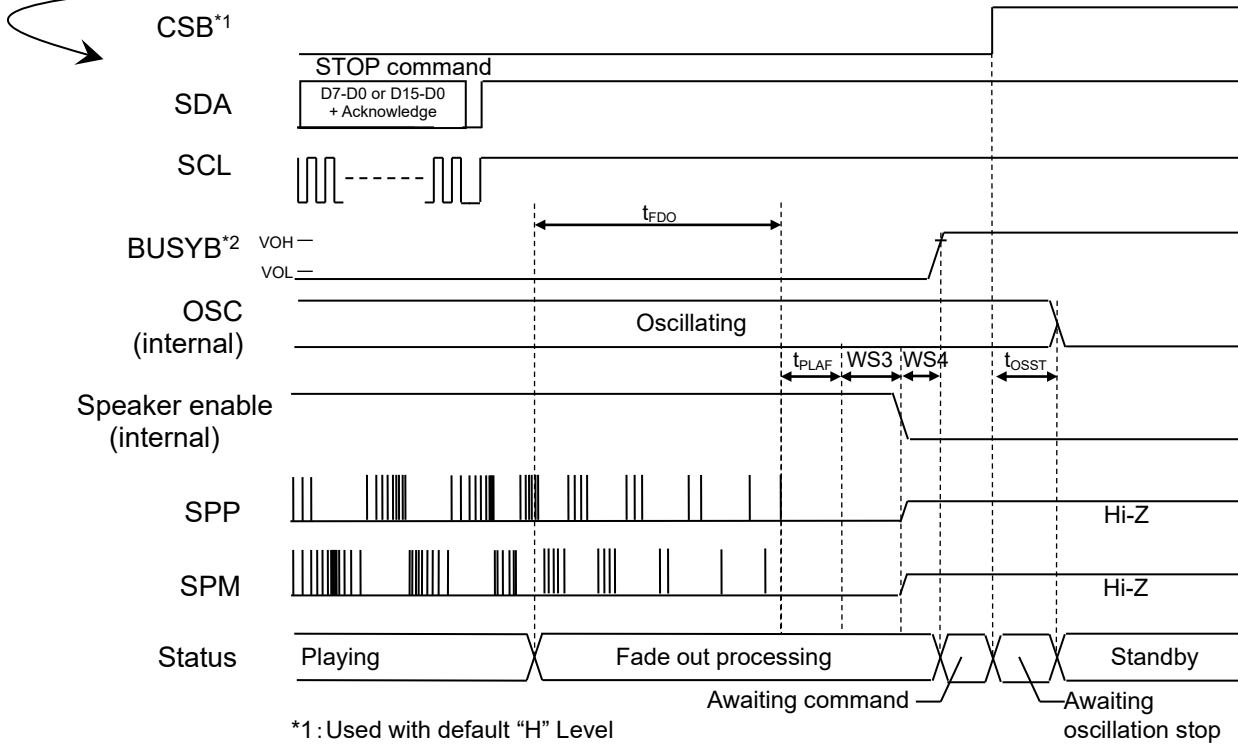 CSB*1
STOP command
SDA
D7-D0 or D15-D0
+ Acknowledge
SCL
tFDO
BUSYB*2
VOH
VOL
OSC
(internal)
Oscillating
tPLAF
WS3
WS4
tOSST
Speaker enable
(internal)
SPP
Hi-Z
SPM
Hi-Z
Status
Playing
Fade out processing
Standby
Awaiting command
Awaiting
oscillation stop
*1:Used with default “H” Level